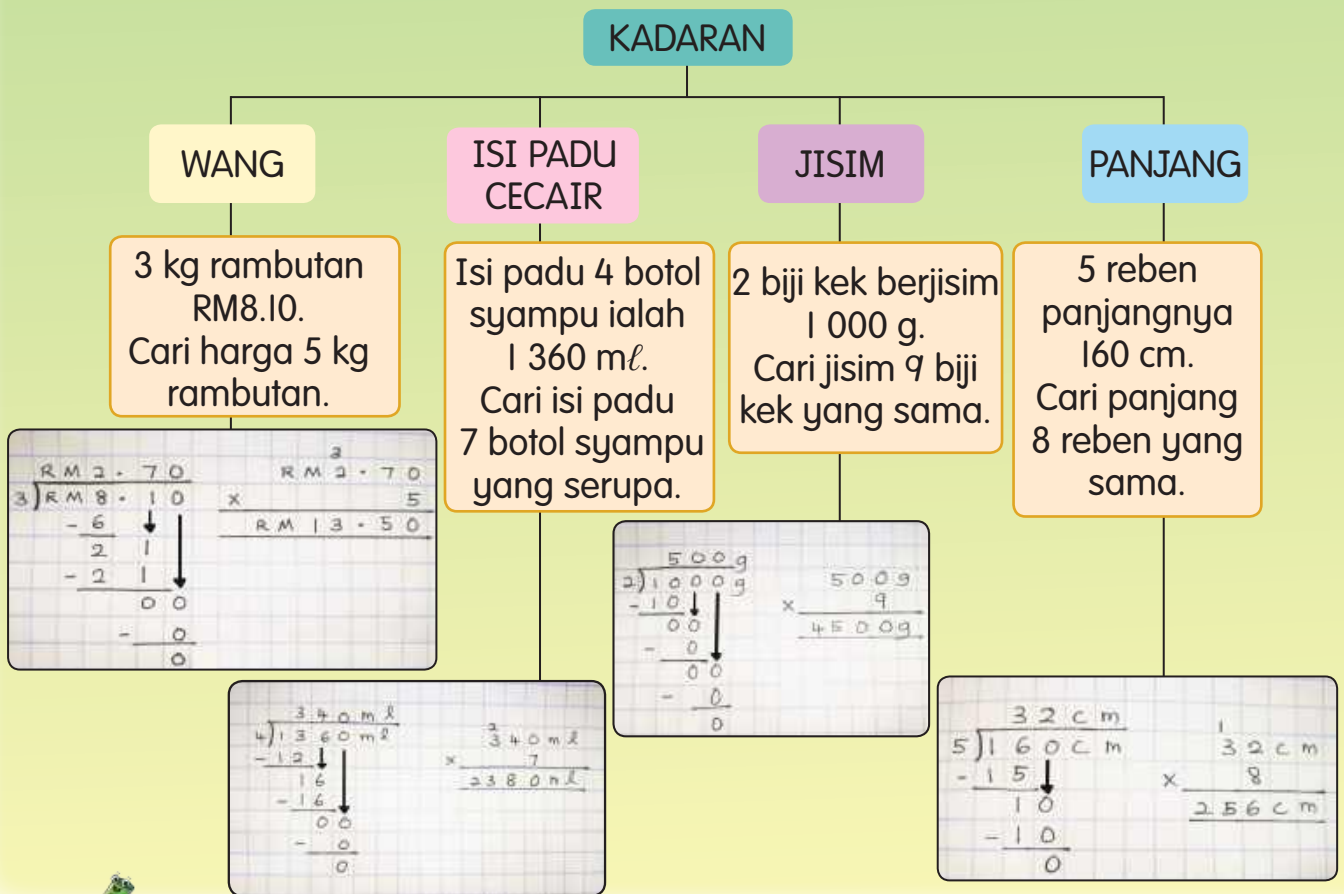 KADARAN
WANG
ISI PADU
CECAIR
JISIM
PANJANG
3 kg rambutan
RM8.10.
Cari harga 5 kg
rambutan.
Isi padu 4 botol
syampu ialah
1 360 mℓ.
Cari isi padu
7 botol syampu
yang serupa.
2 biji kek berjisim
1 000 g.
Cari jisim 9 biji
kek yang sama.
5 reben
panjangnya
160 cm.
Cari panjang
8 reben yang
sama.
RM 2.70
3)RM 8.10
- 6
2 1
- 2 1
0 0
- 0
0
2
RM 2.70
× 5
RM 13.50
340 ml
4)1360 ml
- 12
16
- 16
00
- 0
0
2
340 ml
× 7
2380 ml
500 g
2)1000 g
- 10
00
- 0
00
- 0
0
500 g
× 9
4500 g
32 cm
5)160 cm
- 15
10
- 10
0
1
32 cm
× 8
256 cm